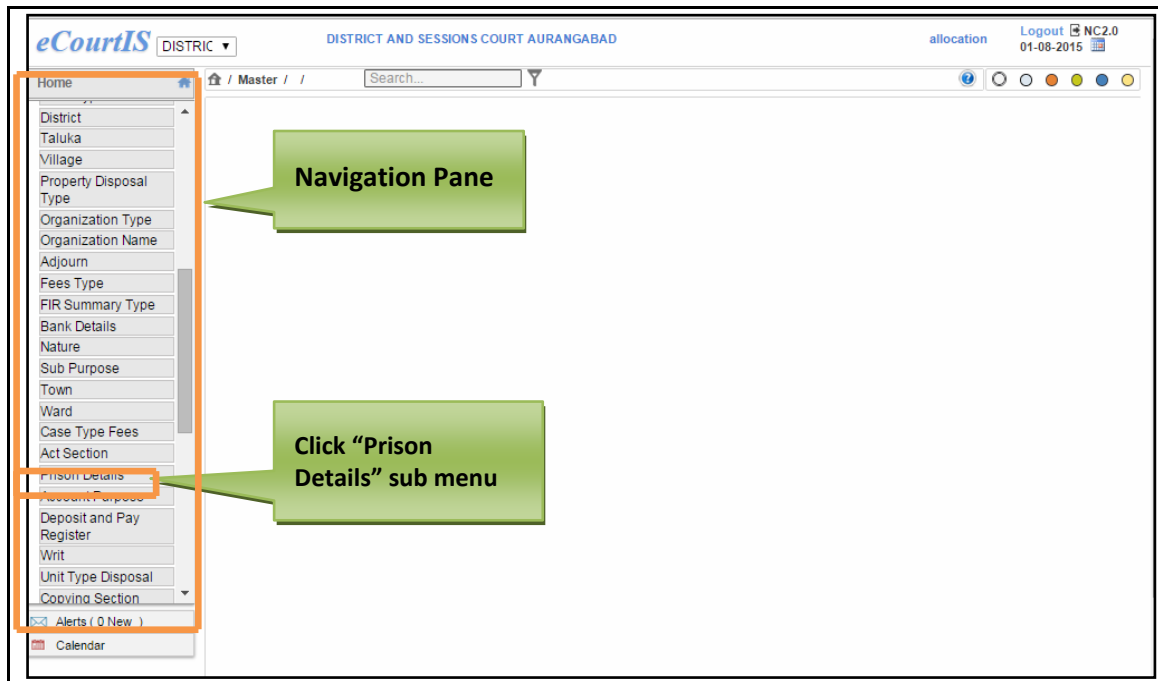 eCourtIS DISTRIC
DISTRICT AND SESSIONS COURT AURANGABAD
allocation
Logout NC2.0
01-08-2015
Home
/ Master / /
Search...
District
Taluka
Village
Property Disposal
Type
Organization Type
Organization Name
Adjourn
Fees Type
FIR Summary Type
Bank Details
Nature
Sub Purpose
Town
Ward
Case Type Fees
Act Section
Prison Details
Account Purpose
Deposit and Pay
Register
Writ
Unit Type Disposal
Copying Section
Alerts ( 0 New )
Calendar
Navigation Pane
Click “Prison
Details” sub menu